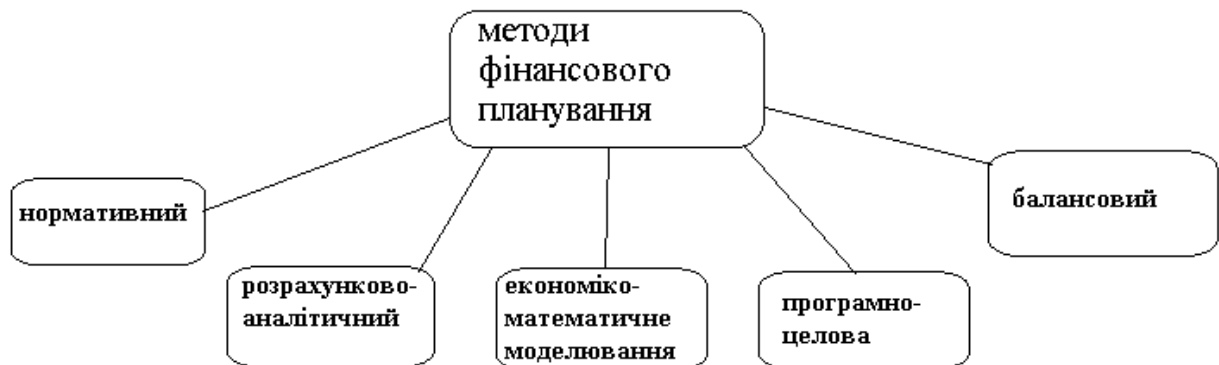 методи
фінансового
планування
нормативний
балансовий
розрахунково-
аналітичний
економіко-
математичне
моделювання
програмно-
целова